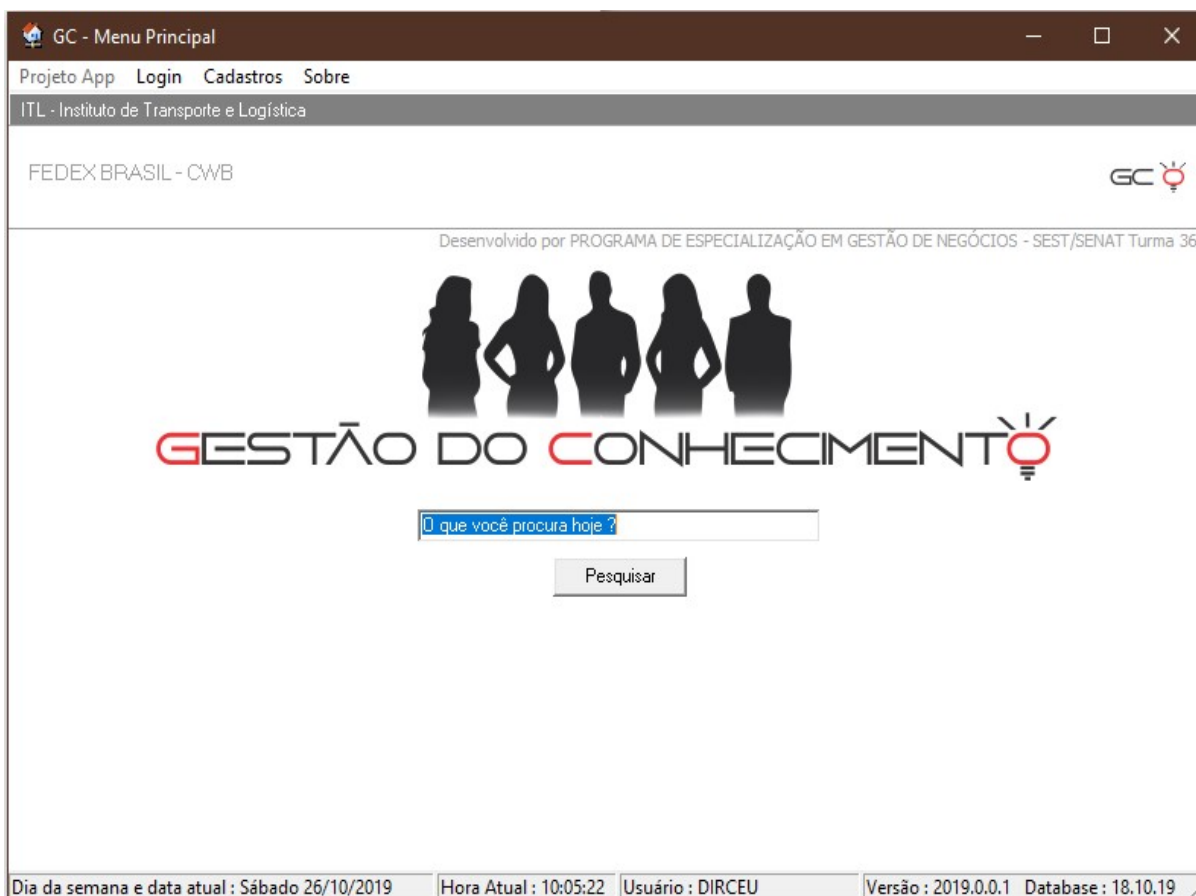 GC - Menu Principal
Projeto App Login Cadastros Sobre
ITL - Instituto de Transporte e Logística
FEDEX BRASIL - CWB
GC
Desenvolvido por PROGRAMA DE ESPECIALIZAÇÃO EM GESTÃO DE NEGÓCIOS - SEST/SENAT Turma 36
GESTÃO DO CONHECIMENTO
O que você procura hoje ?
Pesquisar
Dia da semana e data atual : Sábado 26/10/2019 Hora Atual : 10:05:22 Usuário : DIRCEU Versão : 2019.0.0.1 Database : 18.10.19